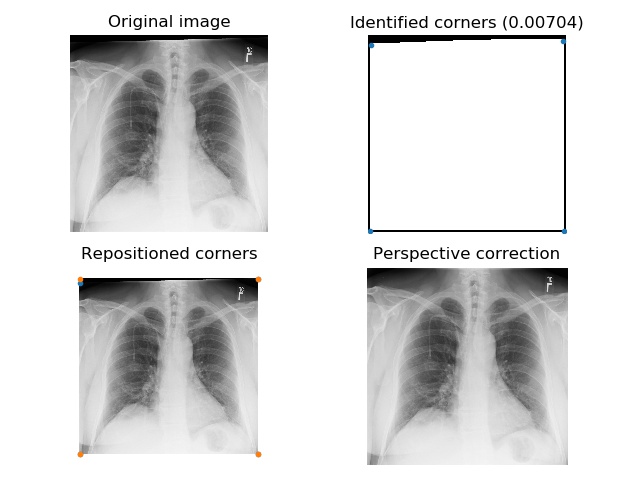 Original image
Identified corners (0.00704)
Repositioned corners
Perspective correction